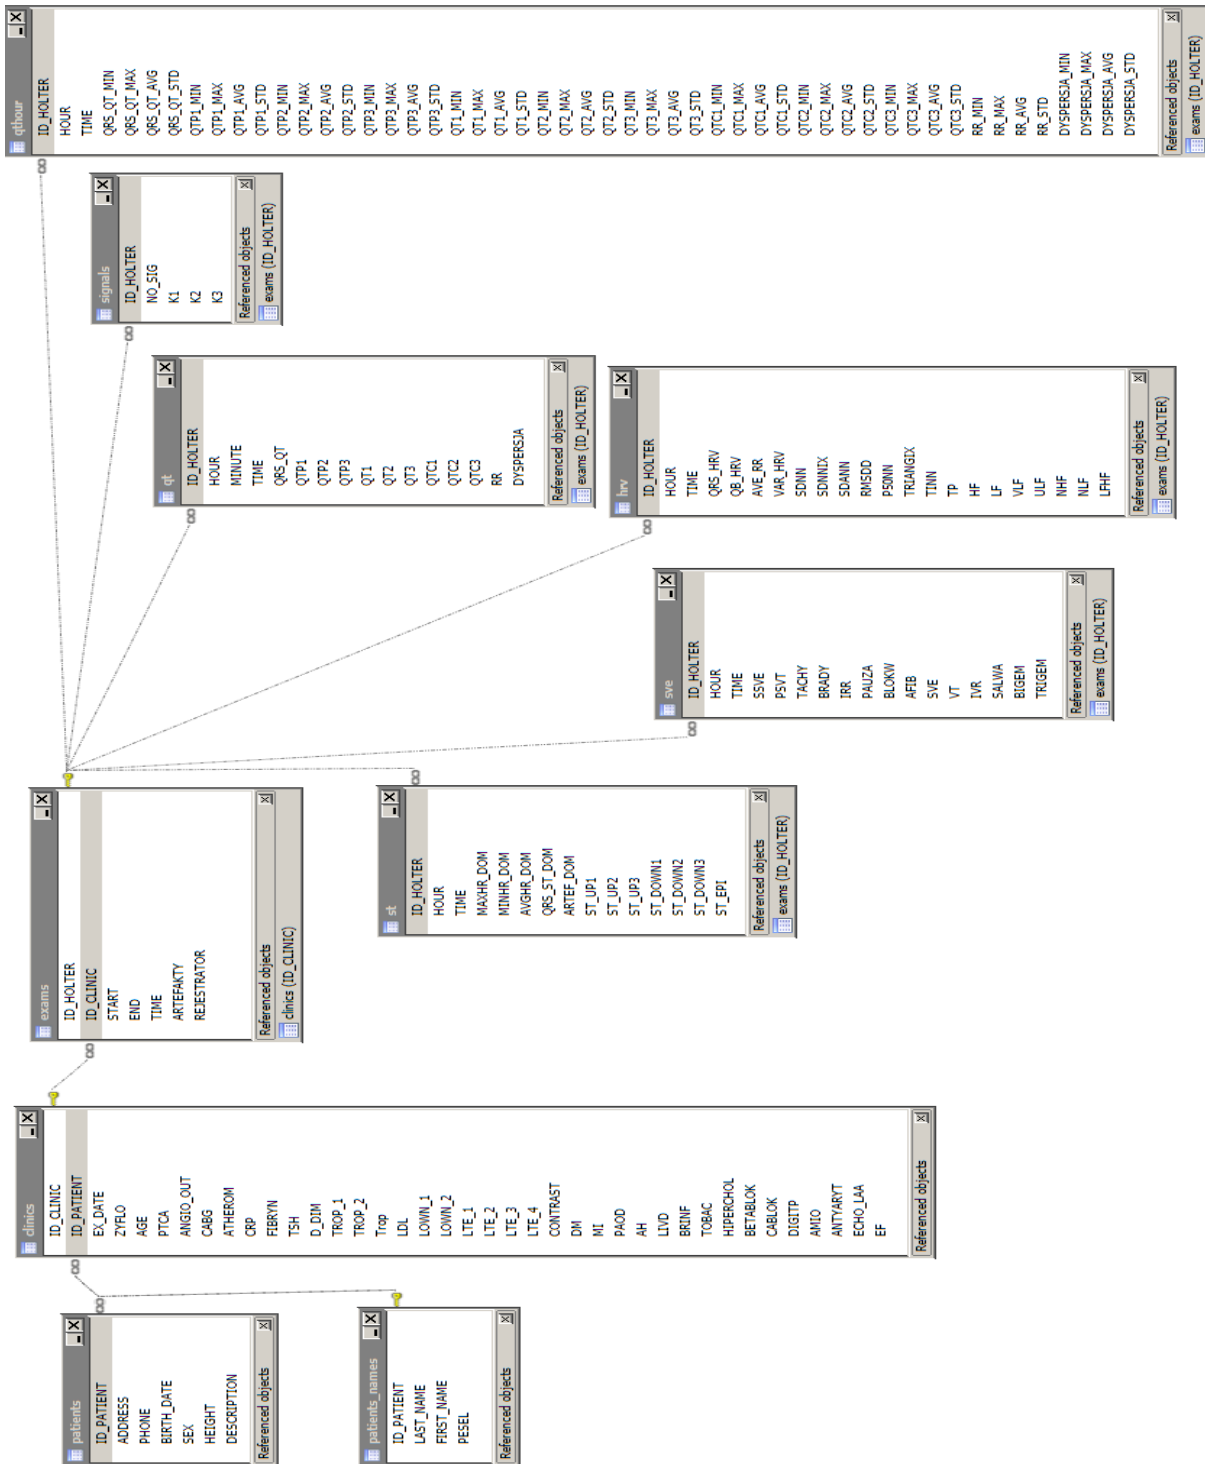 patients
ID_PATIENT
ADDRESS
PHONE
BIRTH_DATE
SEX
HEIGHT
DESCRIPTION
Referenced objects
patients_names
ID_PATIENT
LAST_NAME
FIRST_NAME
PESEL
Referenced objects
clinics
ID_CLINIC
ID_PATIENT
EX_DATE
ZYFLO
AGE
PTCA
ANGIO_OUT
CABG
ATHEROM
CRP
FIBRYN
TSH
D_DIM
TROP_1
TROP_2
Trop
LDL
LOWN_1
LOWN_2
LTE_1
LTE_2
LTE_3
LTE_4
CONTRAST
DM
MI
PAOD
AH
LIVD
BRINF
TOBAC
HIPERCHOL
BETABLOK
CABLOK
DIGITP
AMIO
ANTYARYT
ECHO_LAA
EF
Referenced objects
exams
ID_HOLTER
ID_CLINIC
START
END
TIME
ARTEFAKTY
REJESTRATOR
Referenced objects
clinics (ID_CLINIC)
st
ID_HOLTER
HOUR
TIME
MAXHR_DOM
MINHR_DOM
AVGHR_DOM
QRS_ST_DOM
ARTEF_DOM
ST_UP1
ST_UP2
ST_UP3
ST_DOWN1
ST_DOWN2
ST_DOWN3
ST_EPI
Referenced objects
exams (ID_HOLTER)
sve
ID_HOLTER
HOUR
TIME
SSVE
PSVT
TACHY
BRADY
IRR
PAUZA
BLOKW
AFIB
SVE
VT
IVR
SALWA
BIGEM
TRIGEM
Referenced objects
exams (ID_HOLTER)
qt
ID_HOLTER
HOUR
MINUTE
TIME
QRS_QT
QTP1
QTP2
QTP3
QT1
QT2
QT3
QTC1
QTC2
QTC3
RR
DYSPERSJA
Referenced objects
exams (ID_HOLTER)
hrv
ID_HOLTER
HOUR
TIME
QRS_HRV
QB_HRV
AVE_RR
VAR_HRV
SDNN
SDNNIX
SDANN
RMSDD
P50NN
TRIANGIX
TINN
TP
HF
LF
VLF
ULF
NHF
NLF
LFHF
Referenced objects
exams (ID_HOLTER)
signals
ID_HOLTER
NO_SIG
K1
K2
K3
Referenced objects
exams (ID_HOLTER)
qthour
ID_HOLTER
HOUR
TIME
QRS_QT_MIN
QRS_QT_MAX
QRS_QT_AVG
QRS_QT_STD
QTP1_MIN
QTP1_MAX
QTP1_AVG
QTP1_STD
QTP2_MIN
QTP2_MAX
QTP2_AVG
QTP2_STD
QTP3_MIN
QTP3_MAX
QTP3_AVG
QTP3_STD
QT1_MIN
QT1_MAX
QT1_AVG
QT1_STD
QT2_MIN
QT2_MAX
QT2_AVG
QT2_STD
QT3_MIN
QT3_MAX
QT3_AVG
QT3_STD
QTC1_MIN
QTC1_MAX
QTC1_AVG
QTC1_STD
QTC2_MIN
QTC2_MAX
QTC2_AVG
QTC2_STD
QTC3_MIN
QTC3_MAX
QTC3_AVG
QTC3_STD
RR_MIN
RR_MAX
RR_AVG
RR_STD
DYSPERSJA_MIN
DYSPERSJA_MAX
DYSPERSJA_AVG
DYSPERSJA_STD
Referenced objects
exams (ID_HOLTER)